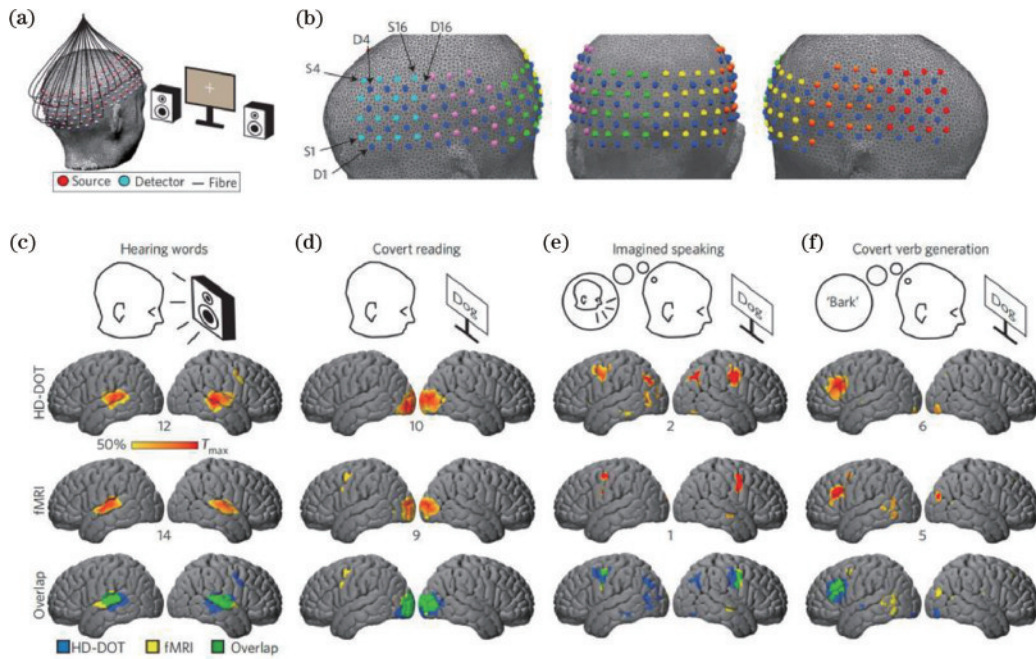 (a)
Source Detector Fibre
(b)
D4
S16
D16
S4
S1
D1
(c)
Hearing words
(d)
Covert reading
Dog
(e)
Imagined speaking
Dog
(f)
Covert verb generation
'Bark'
Dog
HD-DOT
12
10
2
6
50%
Tmax
fMRI
14
9
1
5
Overlap
HD-DOT fMRI Overlap